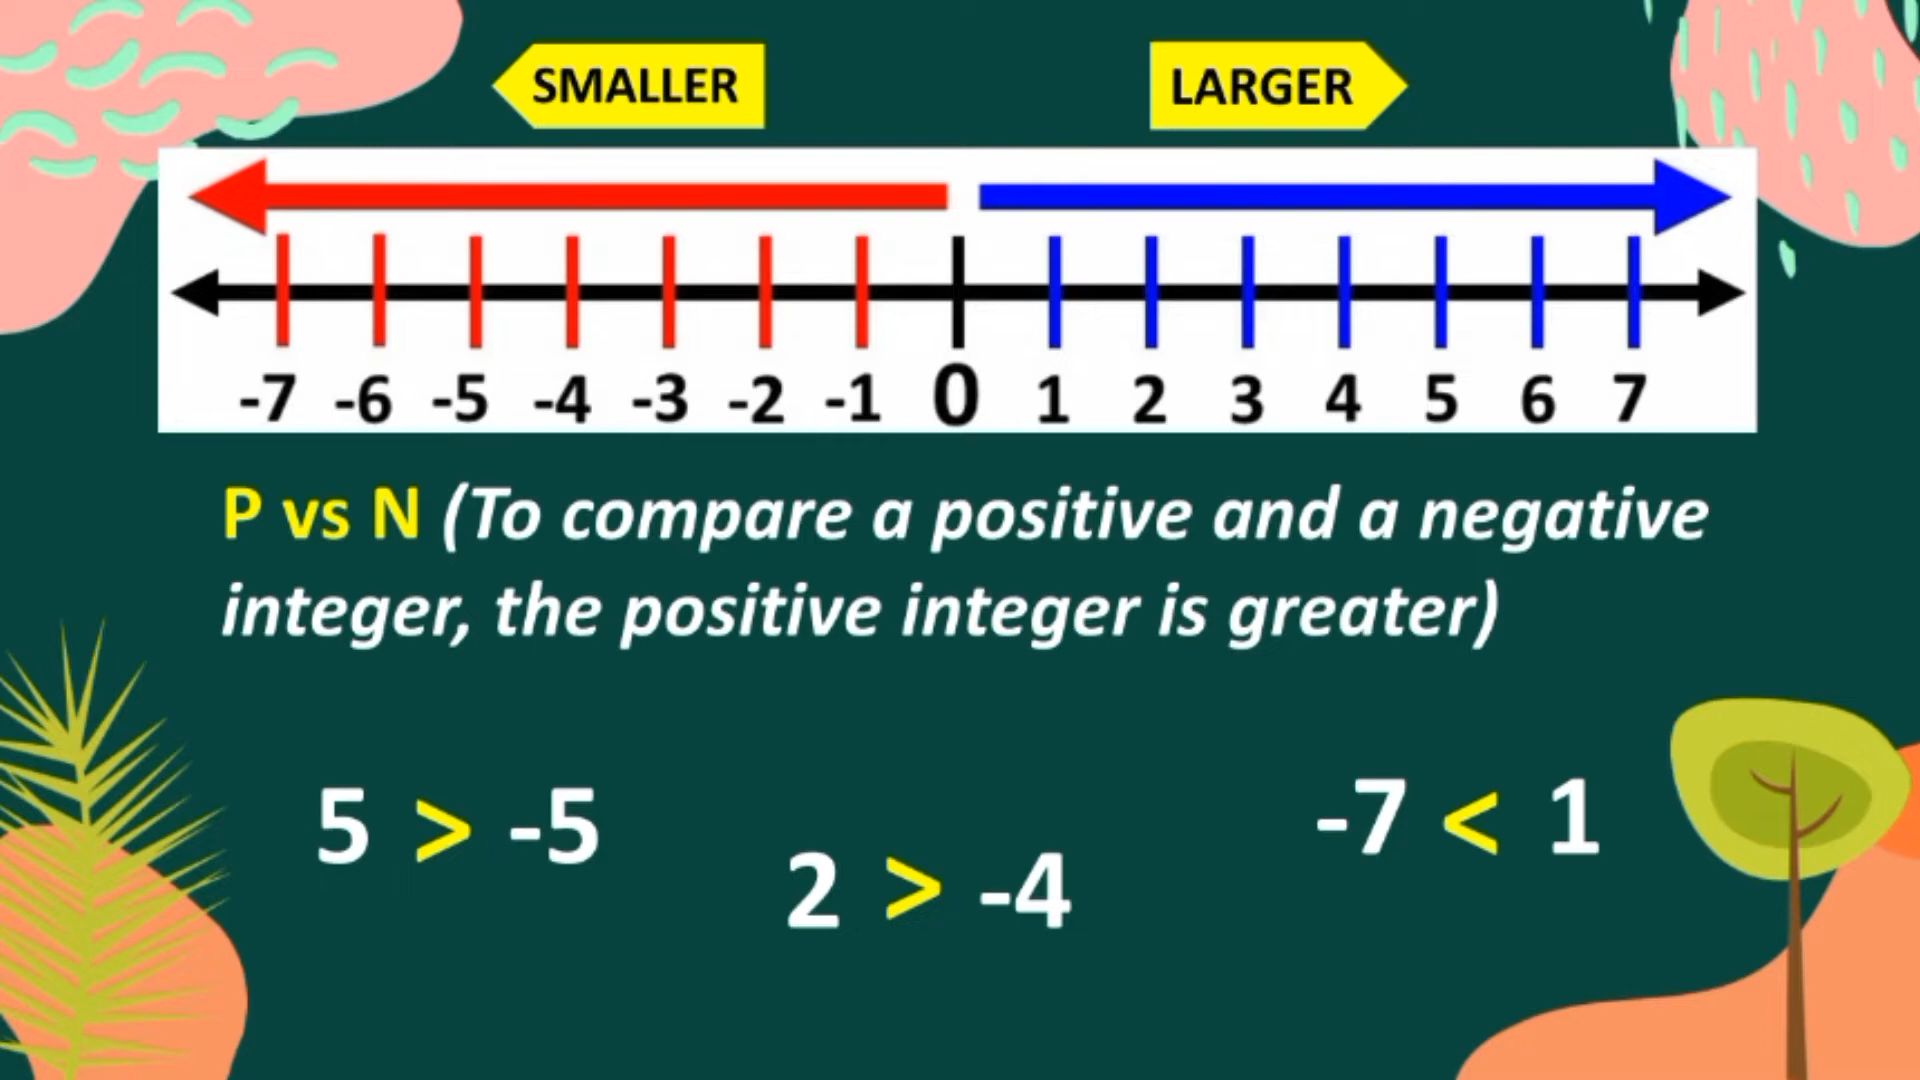 SMALLER LARGER
-7 -6 -5 -4 -3 -2 -1 0 1 2 3 4 5 6 7
P vs N (To compare a positive and a negative
integer, the positive integer is greater)
5 > -5
2 > -4
-7 < 1